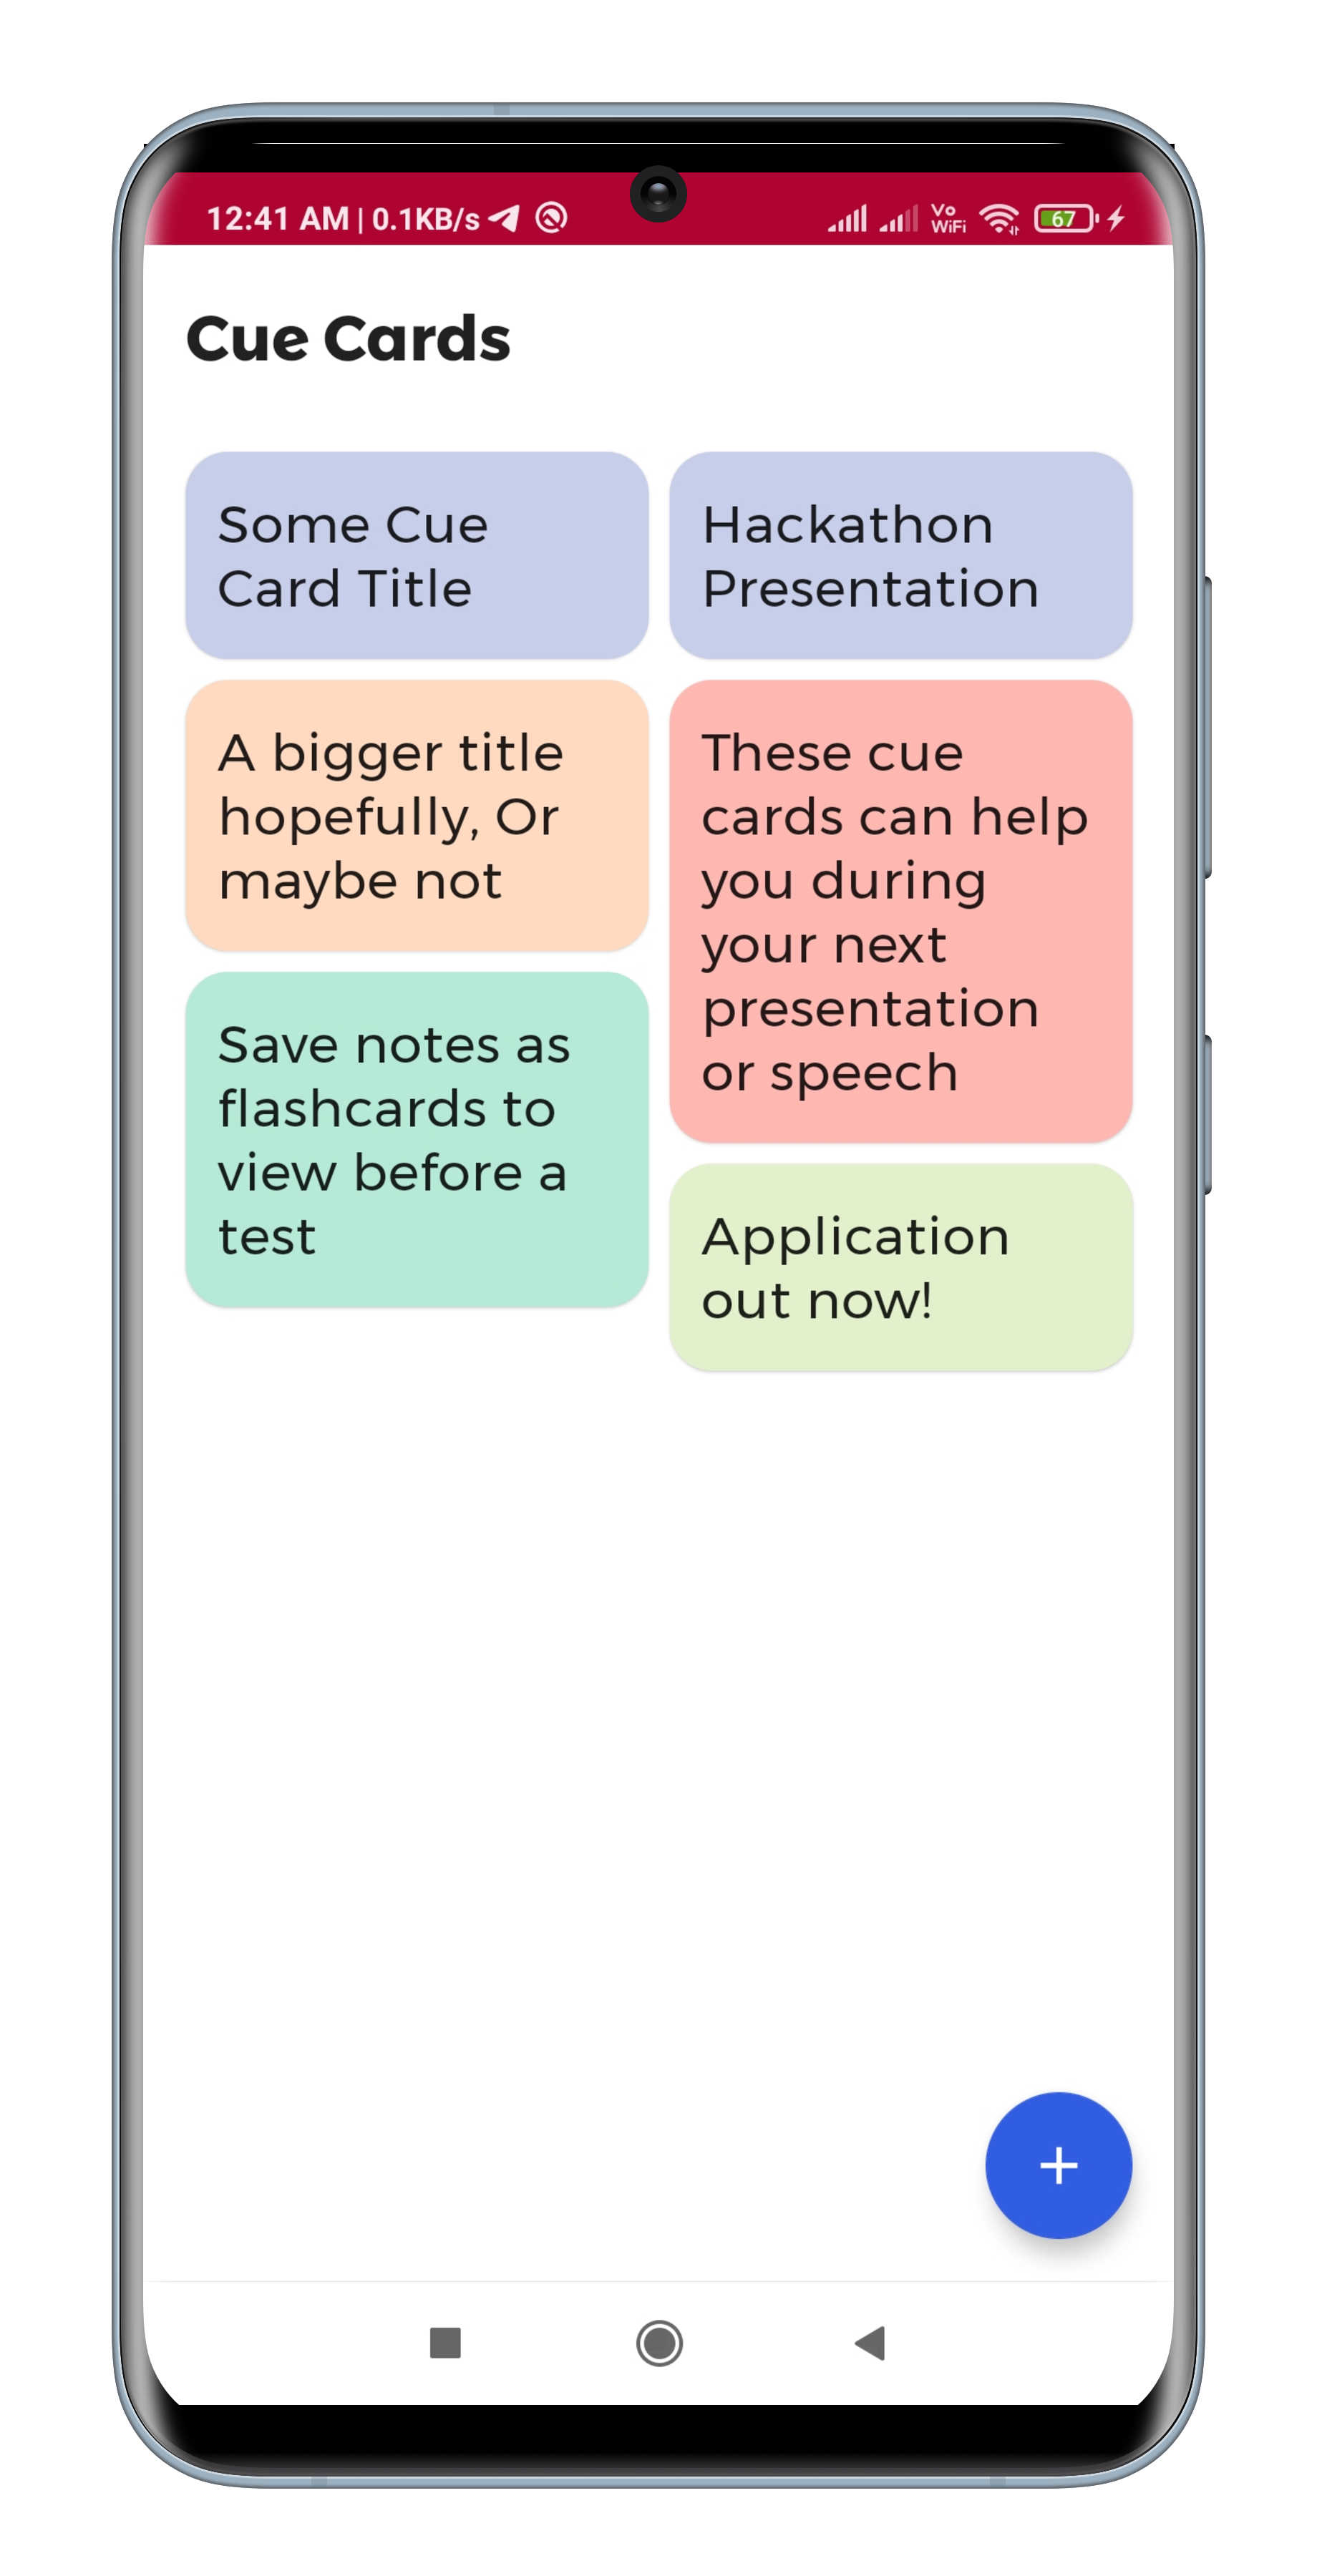 12:41 AM | 0.1KB/s
Vo
WiFi
67
Cue Cards
Some Cue
Card Title
Hackathon
Presentation
A bigger title
hopefully, Or
maybe not
These cue
cards can help
you during
your next
presentation
or speech
Save notes as
flashcards to
view before a
test
Application
out now!